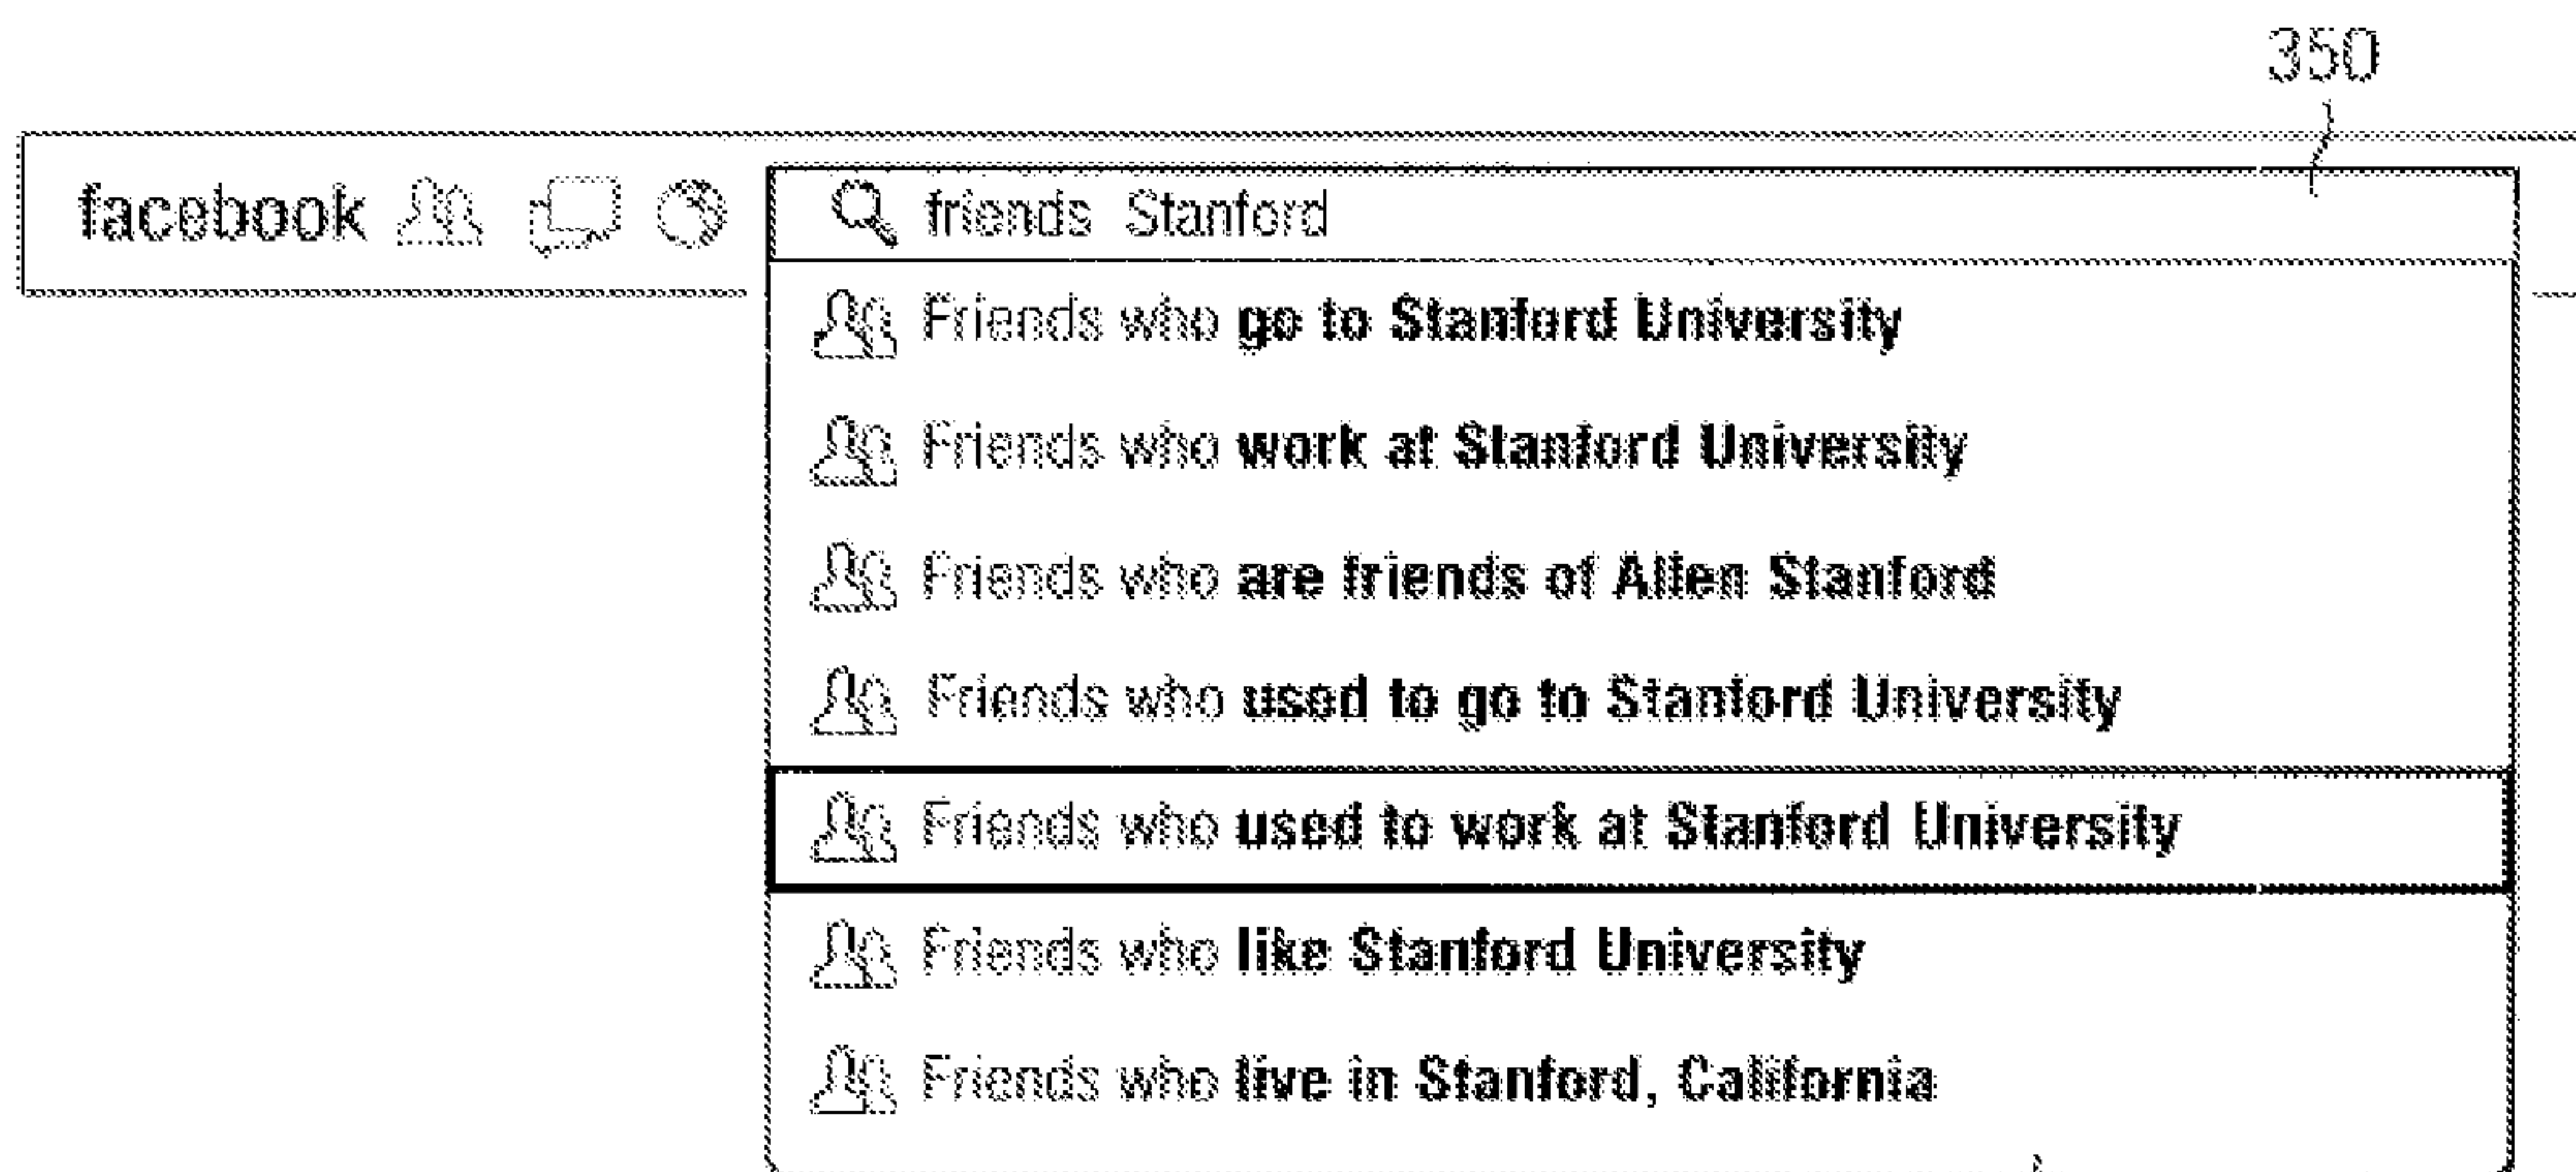 350
facebook friends Stanford
Friends who go to Stanford University
Friends who work at Stanford University
Friends who are friends of Allen Stanford
Friends who used to go to Stanford University
Friends who used to work at Stanford University
Friends who like Stanford University
Friends who live in Stanford, California